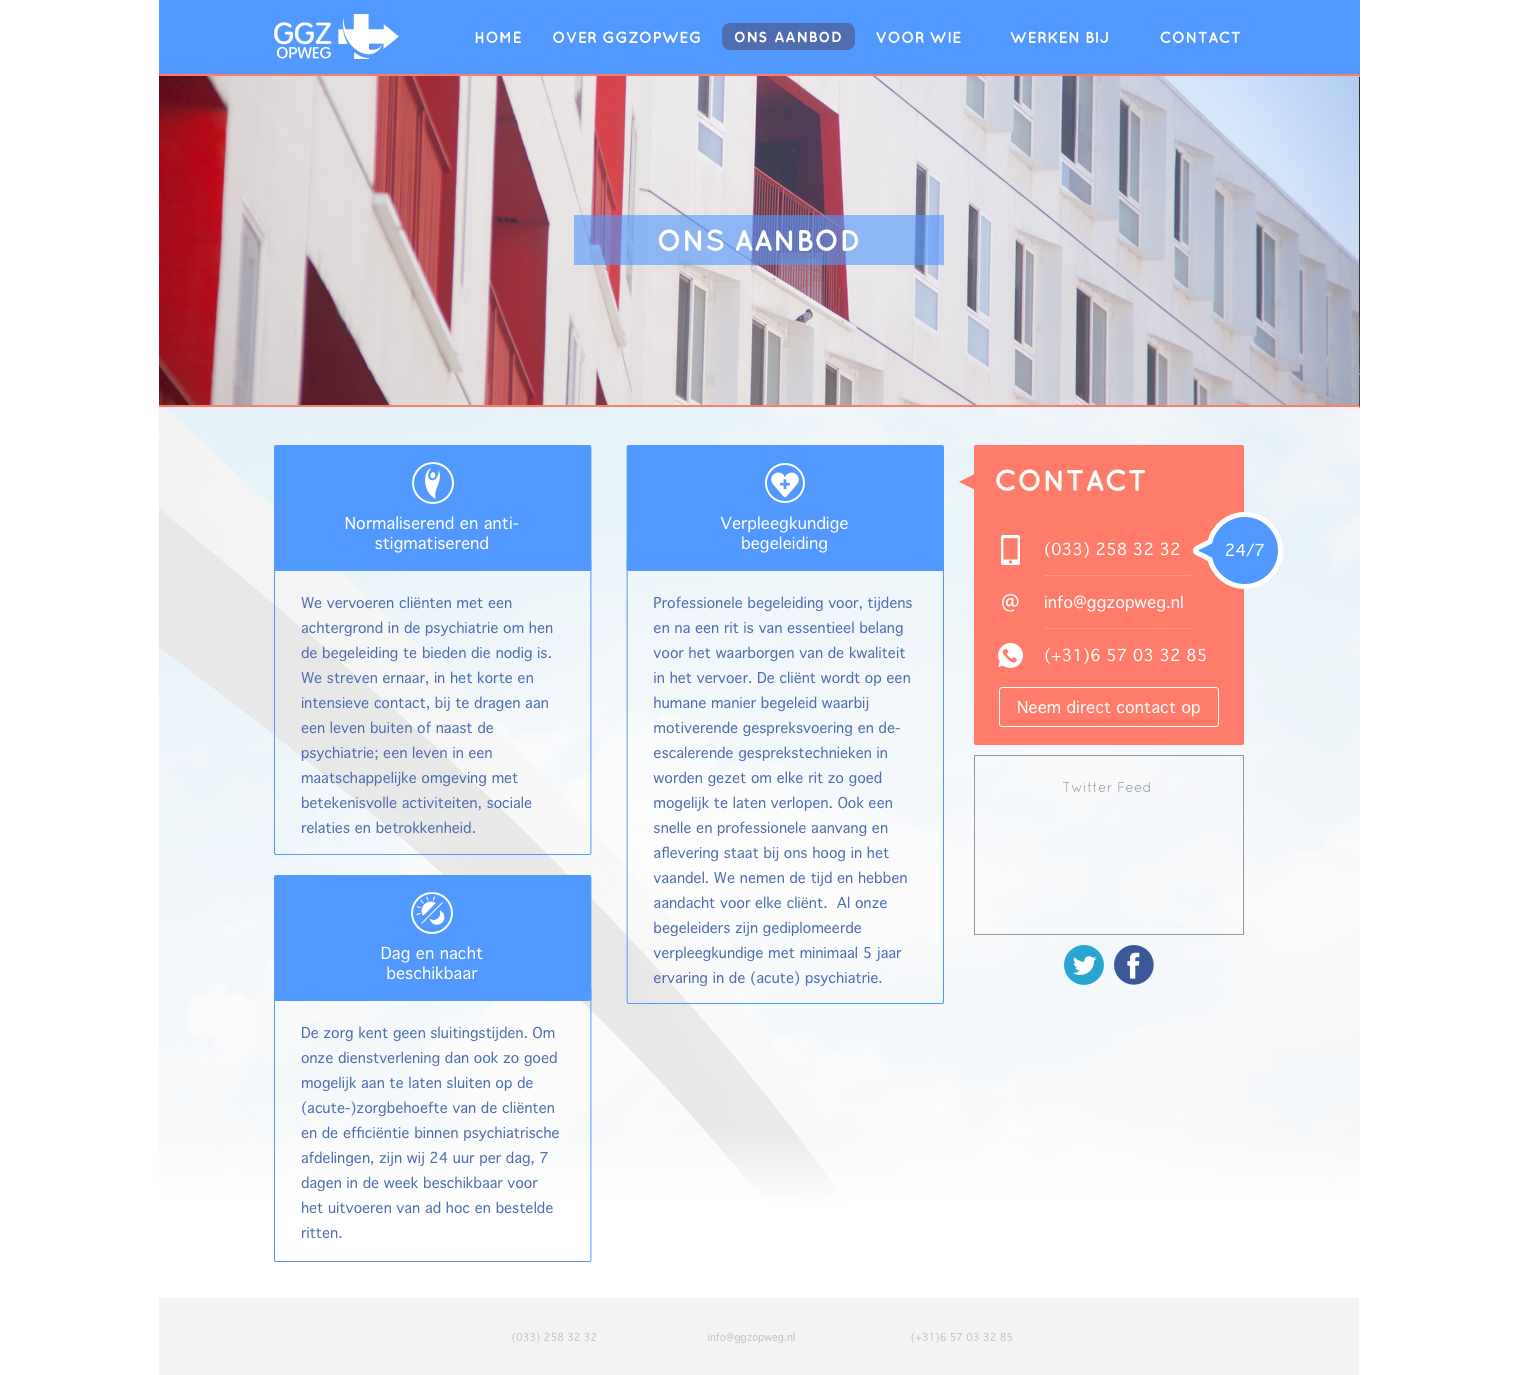 GGZ
OPWEG
HOME
OVER GGZOPWEG
ONS AANBOD
VOOR WIE
WERKEN BIJ
CONTACT
ONS AANBOD
Normaliserend en anti-
stigmatiserend
We vervoeren cliënten met een
achtergrond in de psychiatrie om hen
de begeleiding te bieden die nodig is.
We streven ernaar, in het korte en
intensieve contact, bij te dragen aan
een leven buiten of naast de
psychiatrie; een leven in een
maatschappelijke omgeving met
betekenisvolle activiteiten, sociale
relaties en betrokkenheid.
Dag en nacht
beschikbaar
De zorg kent geen sluitingstijden. Om
onze dienstverlening dan ook zo goed
mogelijk aan te laten sluiten op de
(acute-)zorgbehoefte van de cliënten
en de efficiëntie binnen psychiatrische
afdelingen, zijn wij 24 uur per dag, 7
dagen in de week beschikbaar voor
het uitvoeren van ad hoc en bestelde
ritten.
Verpleegkundige
begeleiding
Professionele begeleiding voor, tijdens
en na een rit is van essentieel belang
voor het waarborgen van de kwaliteit
in het vervoer. De cliënt wordt op een
humane manier begeleid waarbij
motiverende gespreksvoering en de-
escalerende gesprekstechnieken in
worden gezet om elke rit zo goed
mogelijk te laten verlopen. Ook een
snelle en professionele aanvang en
aflevering staat bij ons hoog in het
vaandel. We nemen de tijd en hebben
aandacht voor elke cliënt.  Al onze
begeleiders zijn gediplomeerde
verpleegkundige met minimaal 5 jaar
ervaring in de (acute) psychiatrie.
CONTACT
(033) 258 32 32
24/7
@ info@ggzopweg.nl
(+31)6 57 03 32 85
Neem direct contact op
Twitter Feed
(033) 258 32 32
info@ggzopweg.nl
(+31)6 57 03 32 85